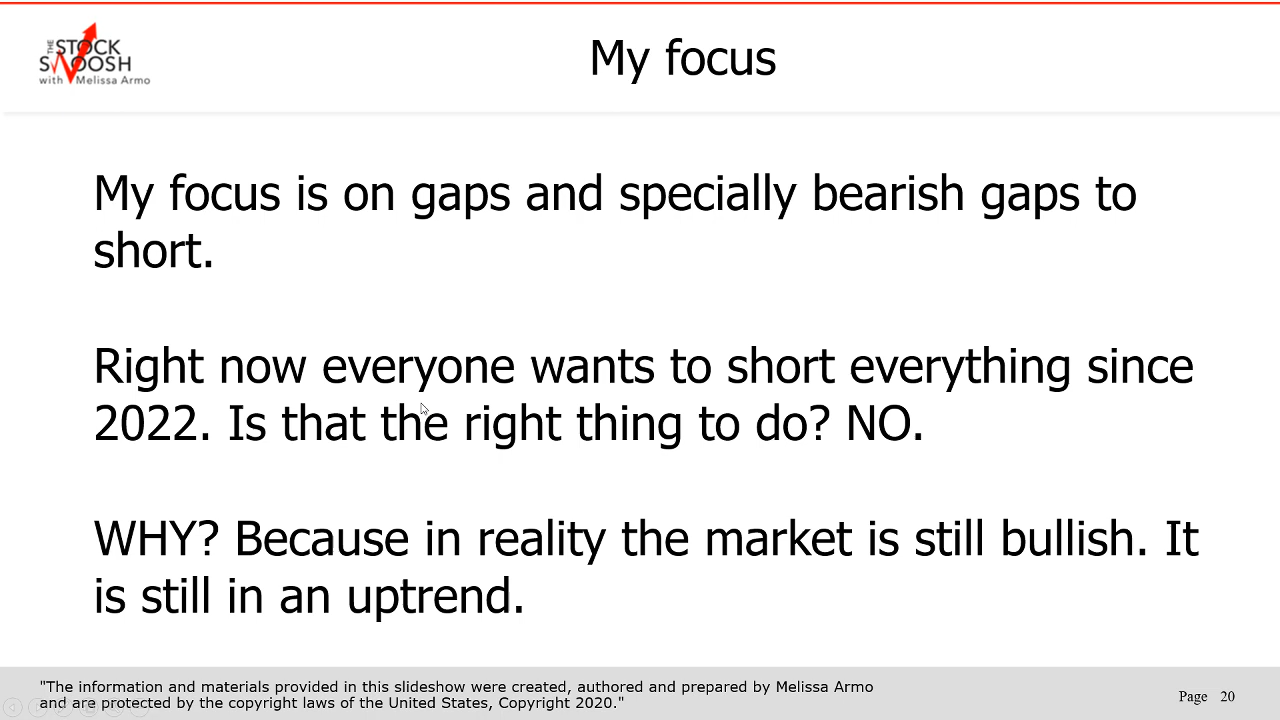 THE
STOCK
SWOOSH
with Melissa Armo
My focus
My focus is on gaps and specially bearish gaps to
short.
Right now everyone wants to short everything since
2022. Is that the right thing to do? NO.
WHY? Because in reality the market is still bullish. It
is still in an uptrend.
"The information and materials provided in this slideshow were created, authored and prepared by Melissa Armo
and are protected by the copyright laws of the United States, Copyright 2020."
Page 20